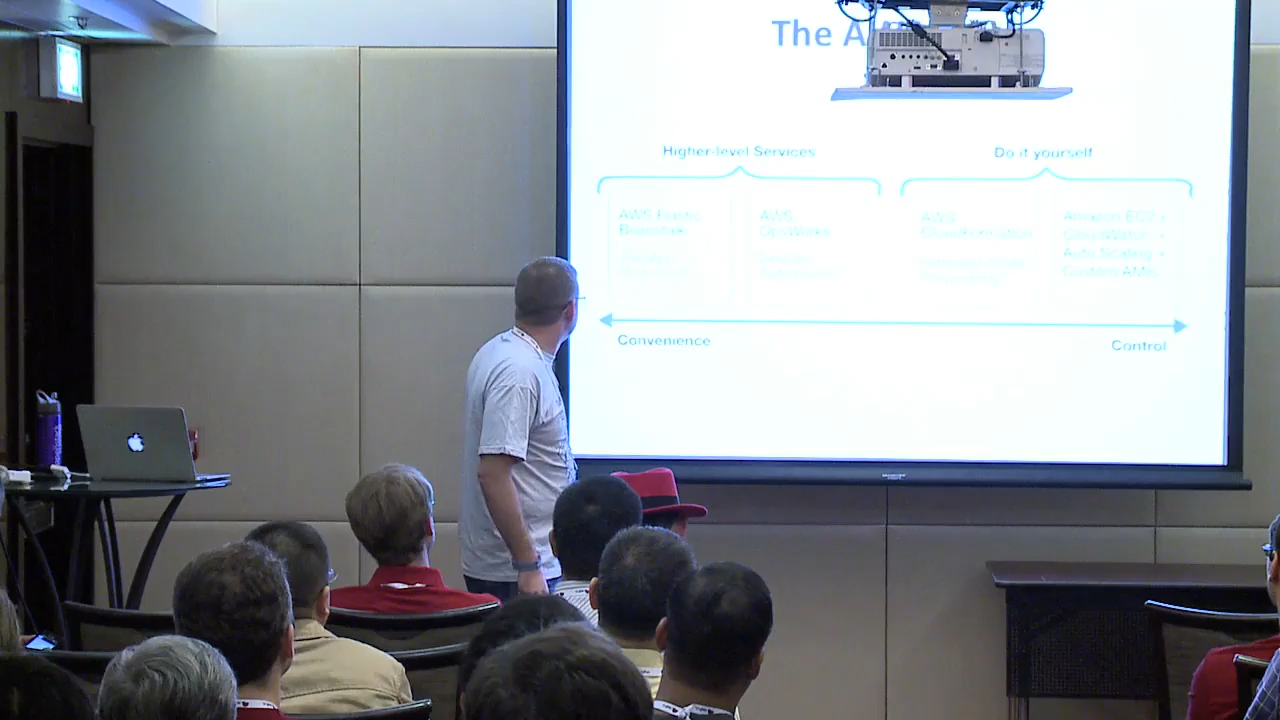 The
Higher-level Services
Do it yourself
AWS Elastic
Beanstalk
AWS
OpsWorks
AWS
CloudFormation
Amazon EC2 +
CloudWatch +
Auto Scaling +
Custom AMIs
Convenience
Control